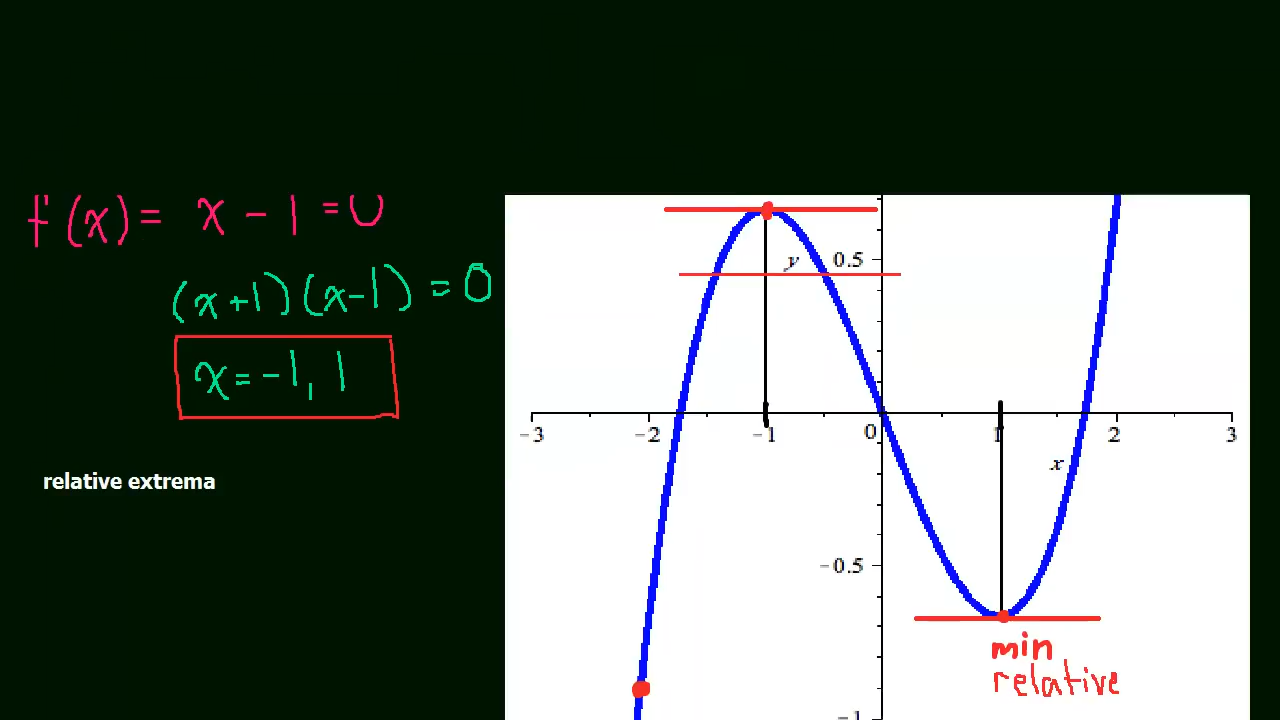 f'(x) = x - 1 = 0
(x+1)(x-1) = 0
x = -1, 1
relative extrema
y
0.5
-3 -2 -1 0 1 2 3
x
-0.5
min
relative
-1